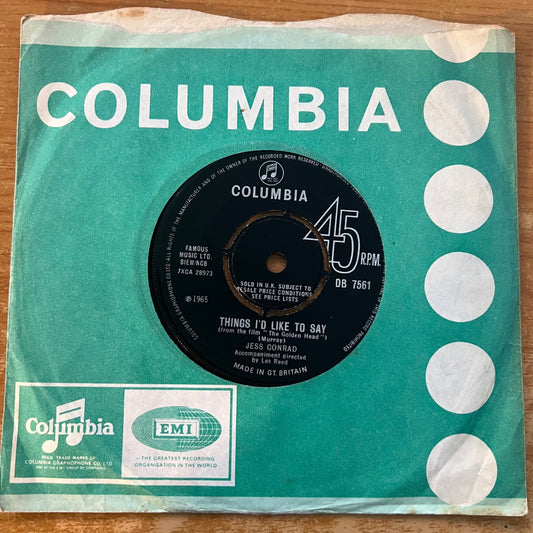 COLUMBIA
COLUMBIA
45
R.P.M.
DB 7561
FAMOUS
MUSIC LTD.
BIEM/NCB
7XCA 28973
℗1965
SOLD IN U.K. SUBJECT TO
RESALE PRICE CONDITIONS
SEE PRICE LISTS
THINGS I'D LIKE TO SAY
(from the film "The Golden Head")
(Murray)
JESS CONRAD
Accompaniment directed
by Les Reed
MADE IN GT. BRITAIN
Columbia
REGD. TRADE MARKS OF
COLUMBIA GRAPHOPHONE CO. LTD
EMI
—THE GREATEST RECORDING
ORGANISATION IN THE WORLD